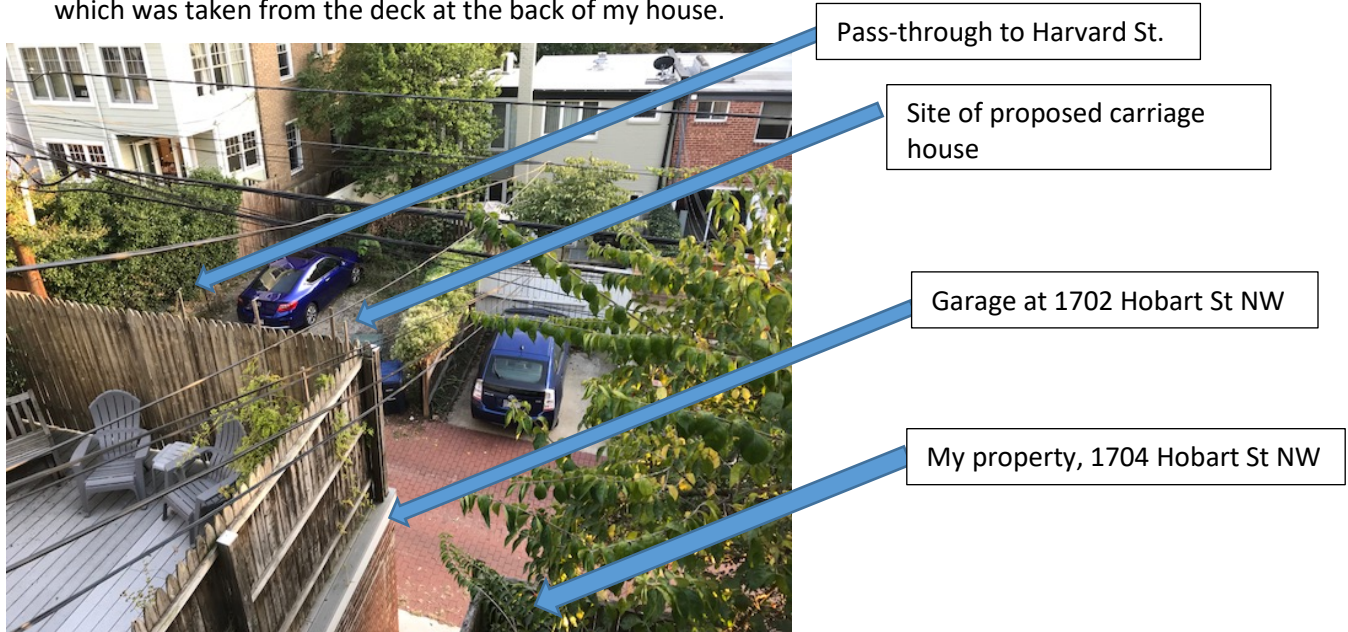 which was taken from the deck at the back of my house.
Pass-through to Harvard St.
Site of proposed carriage
house
Garage at 1702 Hobart St NW
My property, 1704 Hobart St NW